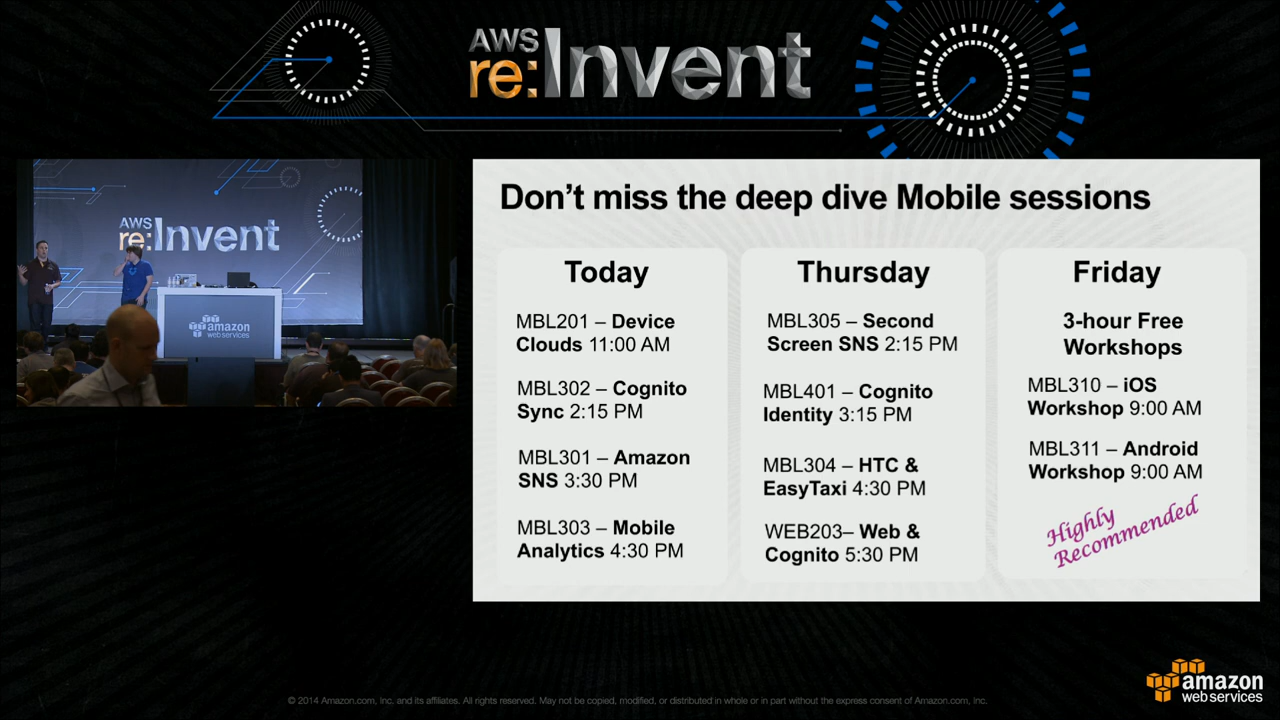 AWS
re:Invent
AWS
re:Invent
amazon
web services
Don't miss the deep dive Mobile sessions
Today
MBL201 – Device
Clouds 11:00 AM
MBL302 – Cognito
Sync 2:15 PM
MBL301 – Amazon
SNS 3:30 PM
MBL303 – Mobile
Analytics 4:30 PM
Thursday
MBL305 – Second
Screen SNS 2:15 PM
MBL401 – Cognito
Identity 3:15 PM
MBL304 – HTC &
EasyTaxi 4:30 PM
WEB203– Web &
Cognito 5:30 PM
Friday
3-hour Free
Workshops
MBL310 – iOS
Workshop 9:00 AM
MBL311 – Android
Workshop 9:00 AM
Highly
Recommended
© 2014 Amazon.com, Inc, and its affiliates. All rights reserved. May not be copied, modified, or distributed in whole or in part without the express consent of Amazon.com, inc.
amazon
web services